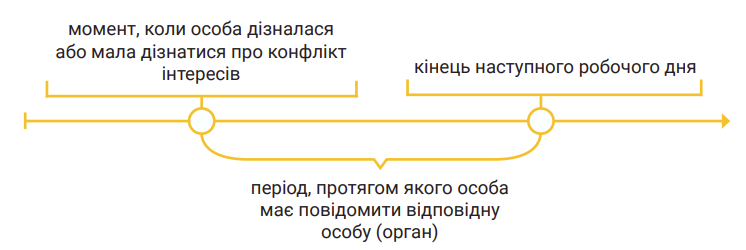 момент, коли особа дізналася
або мала дізнатися про конфлікт
інтересів
кінець наступного робочого дня
період, протягом якого особа
має повідомити відповідну
особу (орган)